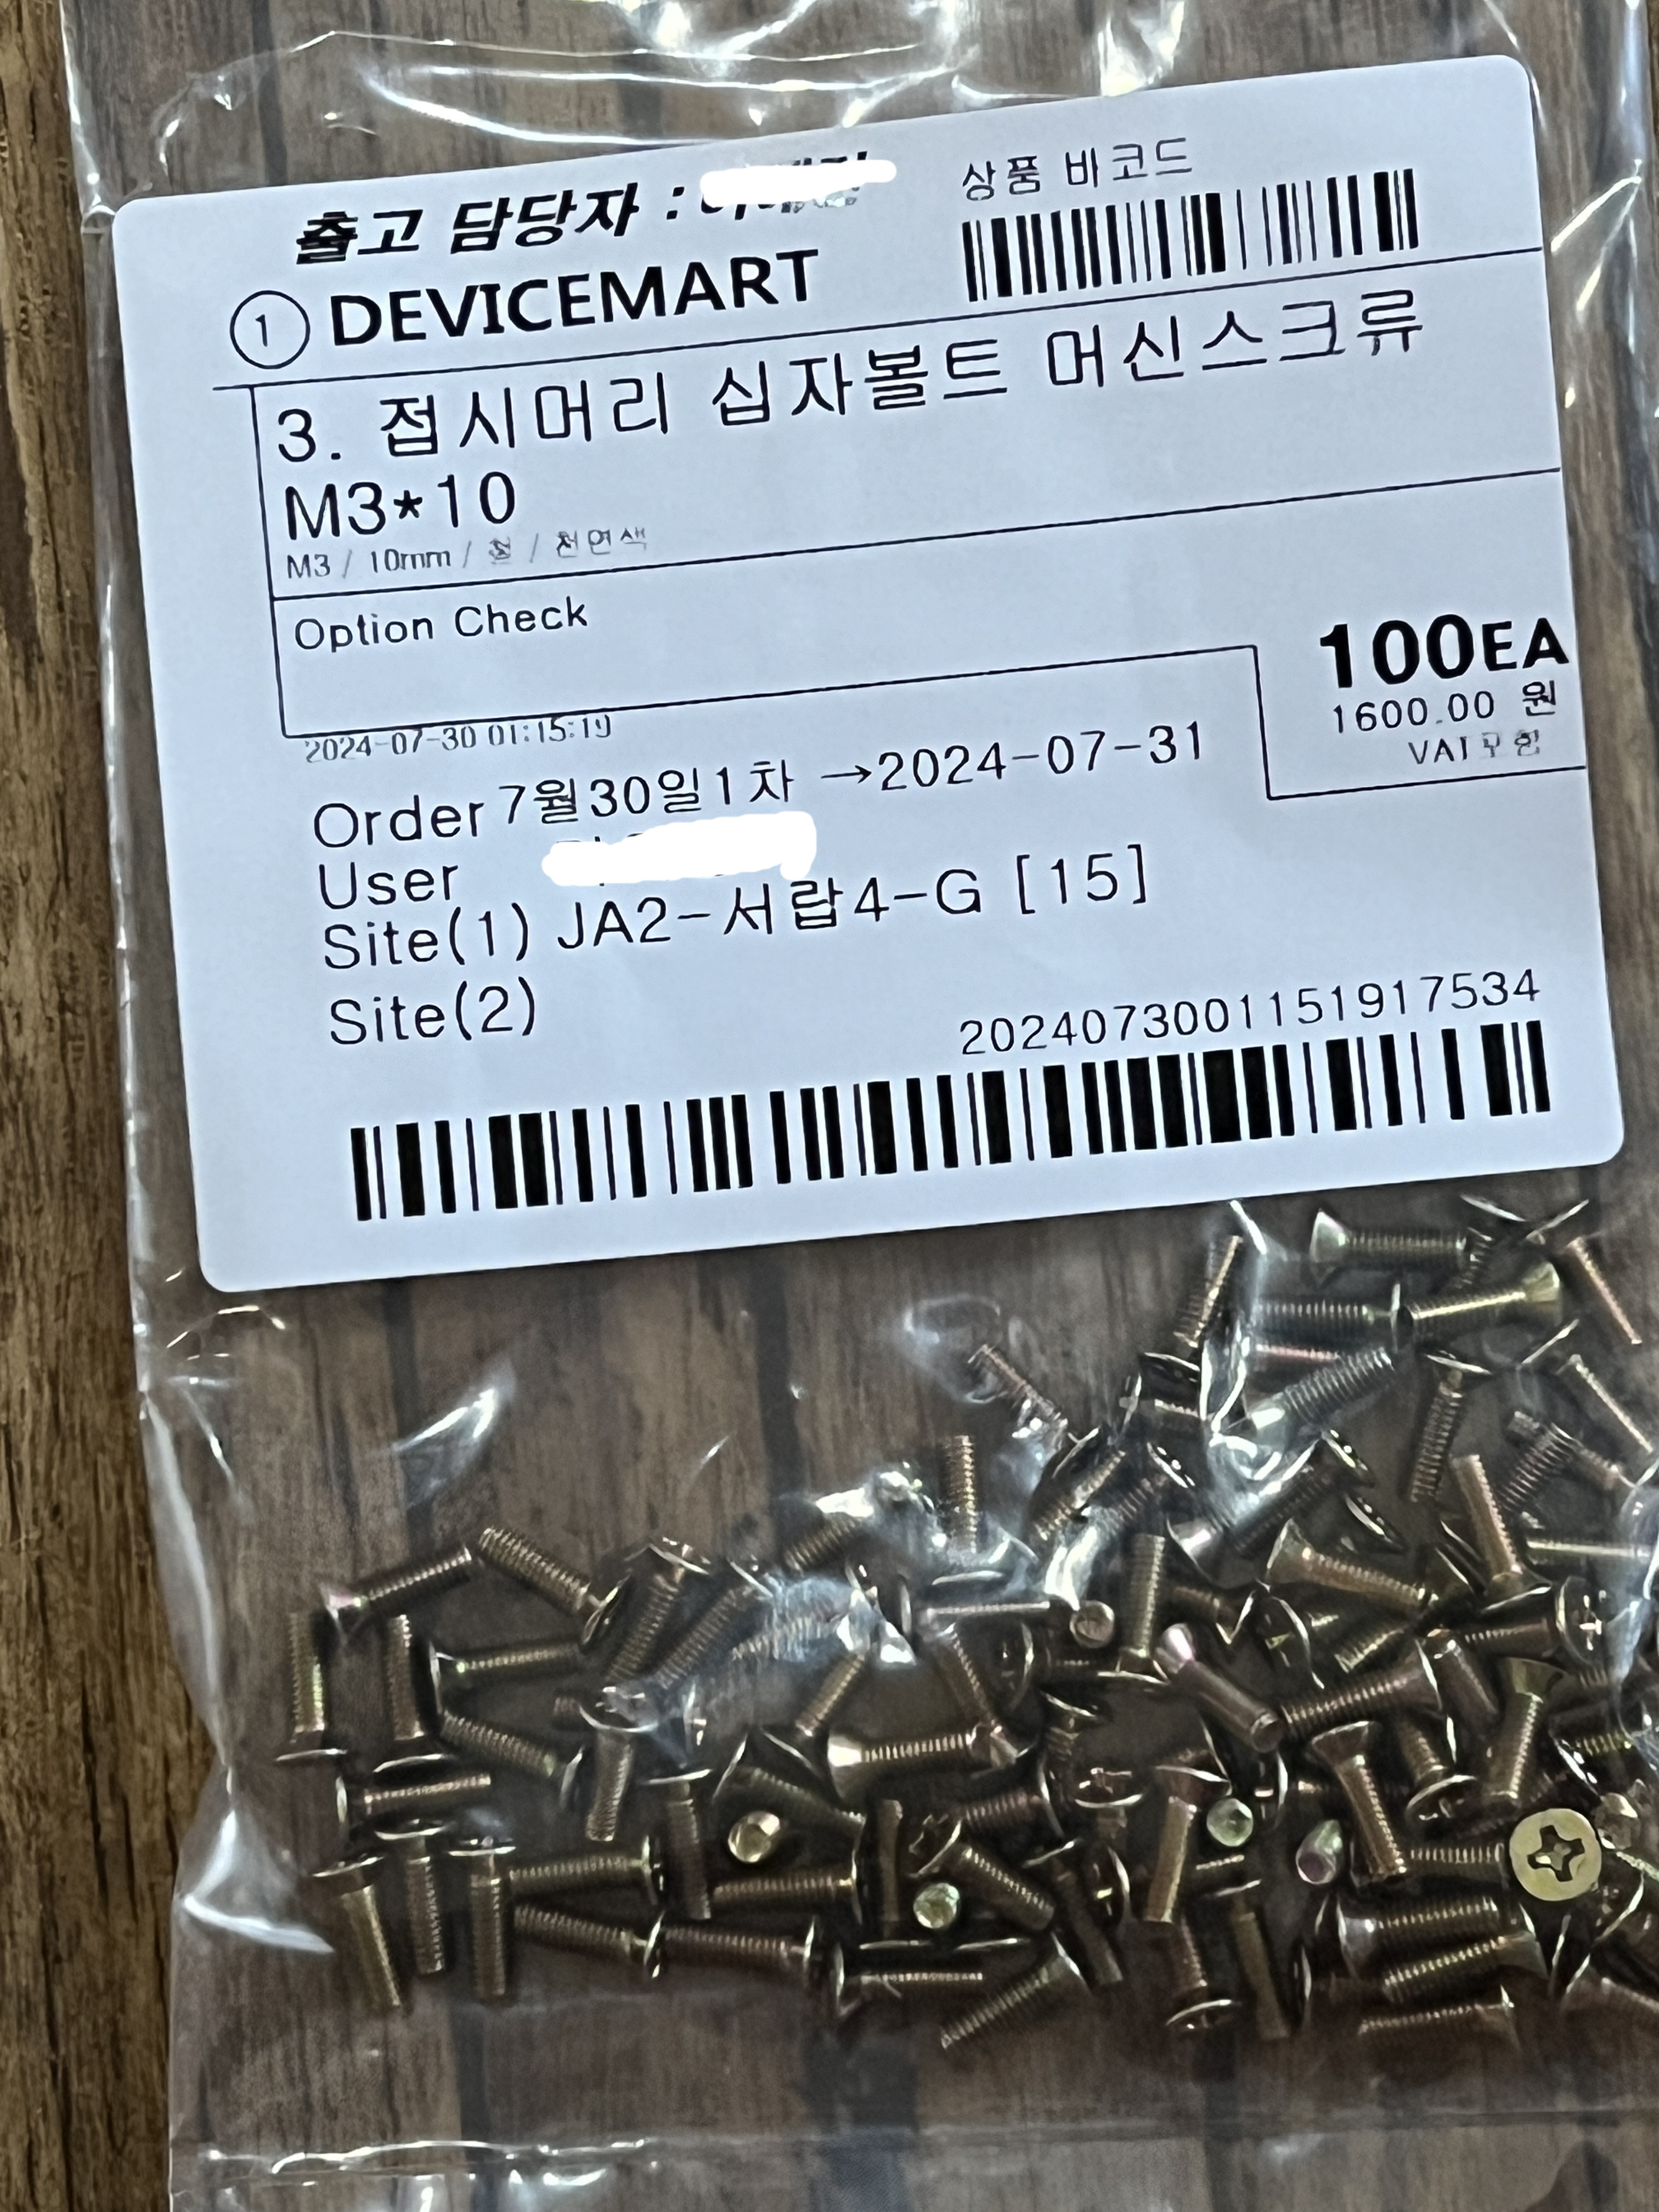 출고 담당자 :
상품 바코드
1 DEVICEMART
3. 접시머리 십자볼트 머신스크류
M3*10
M3 / 10mm / 철 / 천연색
Option Check
100EA
1600.00 원
2024-07-30 01:15:19
Order 7월30일1차 →2024-07-31
User
Site(1) JA2-서랍4-G [15]
Site(2)
2024073001151917534